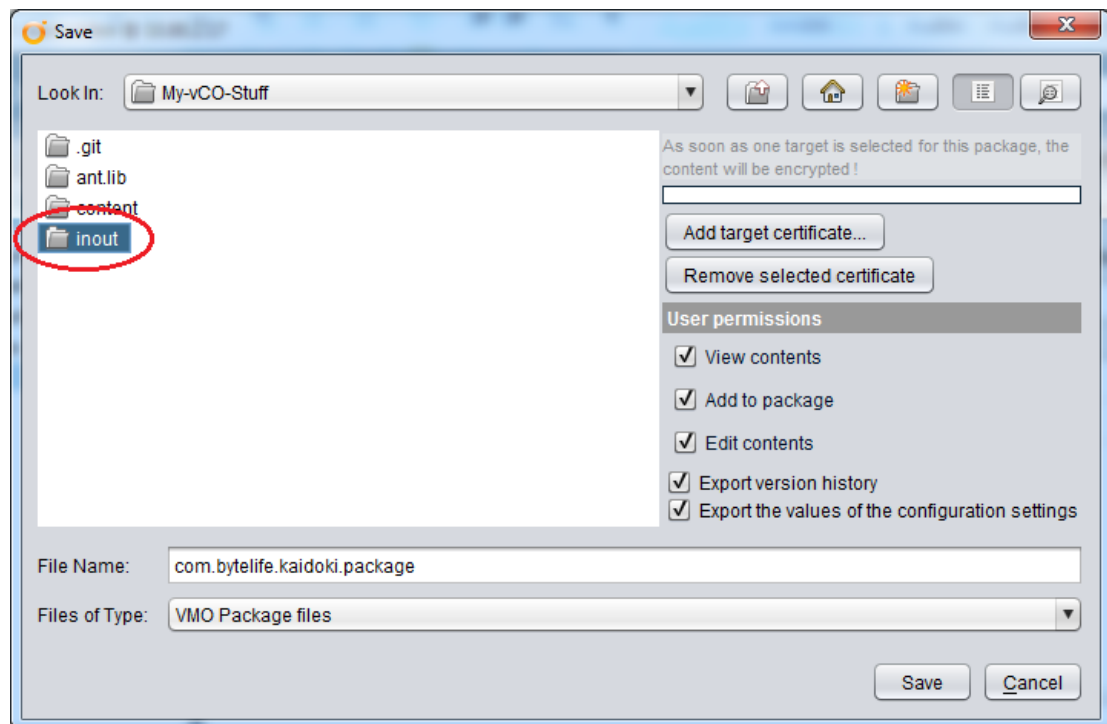 Save
Look In: My-vCO-Stuff
.git
ant.lib
content
inout
As soon as one target is selected for this package, the
content will be encrypted !
Add target certificate...
Remove selected certificate
User permissions
View contents
Add to package
Edit contents
Export version history
Export the values of the configuration settings
File Name: com.bytelife.kaidoki.package
Files of Type: VMO Package files
Save Cancel